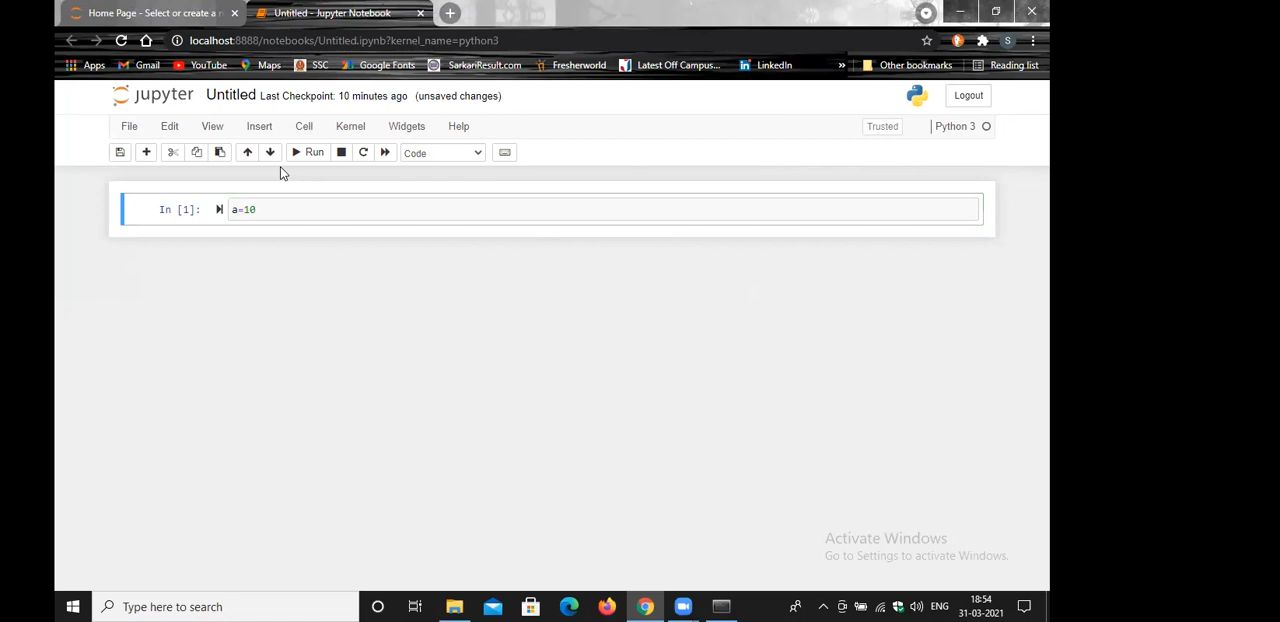 Home Page - Select or create a n
Untitled - Jupyter Notebook
localhost:8888/notebooks/Untitled.ipynb?kernel_name=python3
S
Apps Gmail YouTube Maps SSC Google Fonts SarkariResult.com Fresherworld Latest Off Campus... LinkedIn » Other bookmarks Reading list
jupyter Untitled Last Checkpoint: 10 minutes ago (unsaved changes) Logout
File Edit View Insert Cell Kernel Widgets Help Trusted Python 3
Run Code
In [1]: a=10
Activate Windows
Go to Settings to activate Windows.
Type here to search
ENG
18:54
31-03-2021